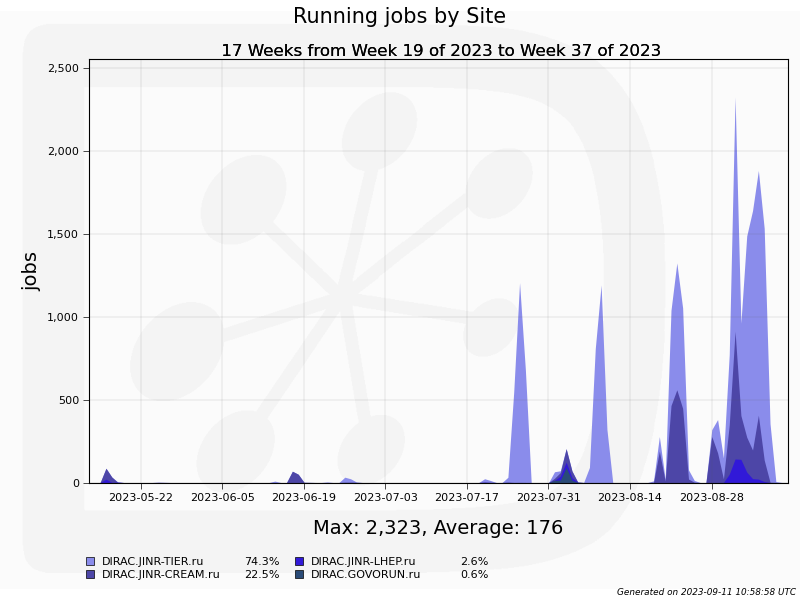 Running jobs by Site
17 Weeks from Week 19 of 2023 to Week 37 of 2023
2,500
2,000
1,500
1,000
500
0
jobs
2023-05-22 2023-06-05 2023-06-19 2023-07-03 2023-07-17 2023-07-31 2023-08-14 2023-08-28
Max: 2,323, Average: 176
DIRAC.JINR-TIER.ru 74.3% DIRAC.JINR-LHEP.ru 2.6%
DIRAC.JINR-CREAM.ru 22.5% DIRAC.GOVORUN.ru 0.6%
Generated on 2023-09-11 10:58:58 UTC